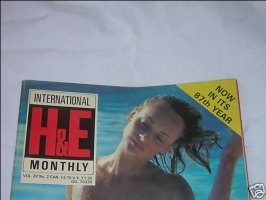 INTERNATIONAL
H&E
MONTHLY
NOW
IN ITS
87th YEAR